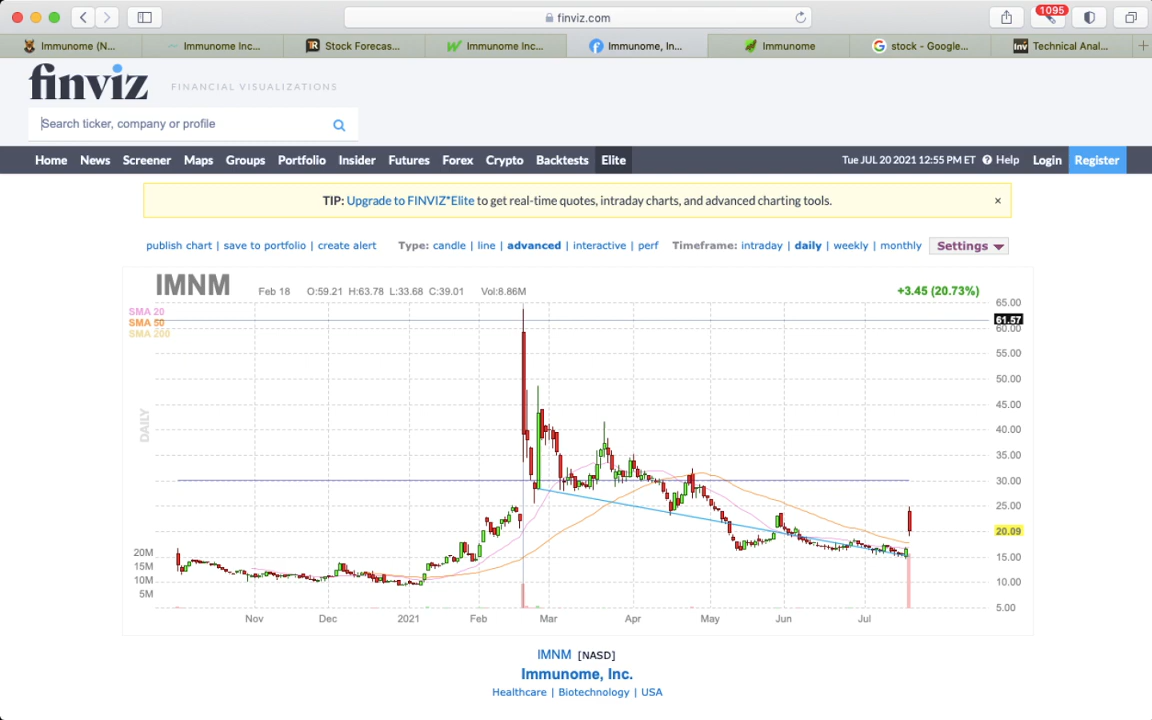 finviz.com
1095
Immunome (N...
Immunome Inc...
Stock Forecas...
Immunome Inc...
Immunome, In...
Immunome
stock - Google...
Technical Anal...
finviz FINANCIAL VISUALIZATIONS
Search ticker, company or profile
Home News Screener Maps Groups Portfolio Insider Futures Forex Crypto Backtests Elite Tue JUL 20 2021 12:55 PM ET Help Login Register
TIP: Upgrade to FINVIZ*Elite to get real-time quotes, intraday charts, and advanced charting tools. ×
publish chart | save to portfolio | create alert Type: candle | line | advanced | interactive | perf Timeframe: intraday | daily | weekly | monthly Settings
IMNM Feb 18 O:59.21 H:63.78 L:33.68 C:39.01 Vol:8.86M +3.45 (20.73%)
SMA 20
SMA 50
SMA 200
DAILY
65.00
61.57
60.00
55.00
50.00
45.00
40.00
35.00
30.00
25.00
20.09
15.00
10.00
5.00
20M
15M
10M
5M
Nov Dec 2021 Feb Mar Apr May Jun Jul
IMNM [NASD]
Immunome, Inc.
Healthcare | Biotechnology | USA